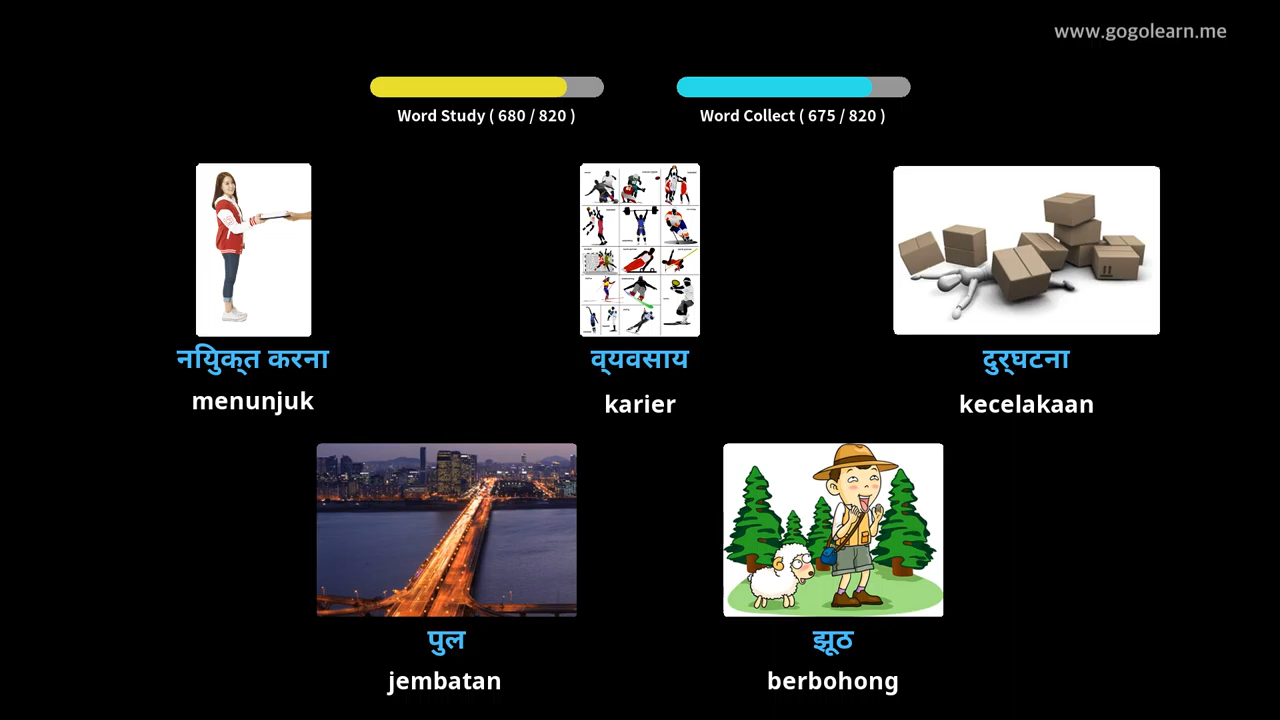 www.gogolearn.me
Word Study ( 680 / 820 )
Word Collect ( 675 / 820 )
नियुक्त करना
व्यवसाय
दुर्घटना
menunjuk
karier
kecelakaan
पुल
झूठ
jembatan
berbohong